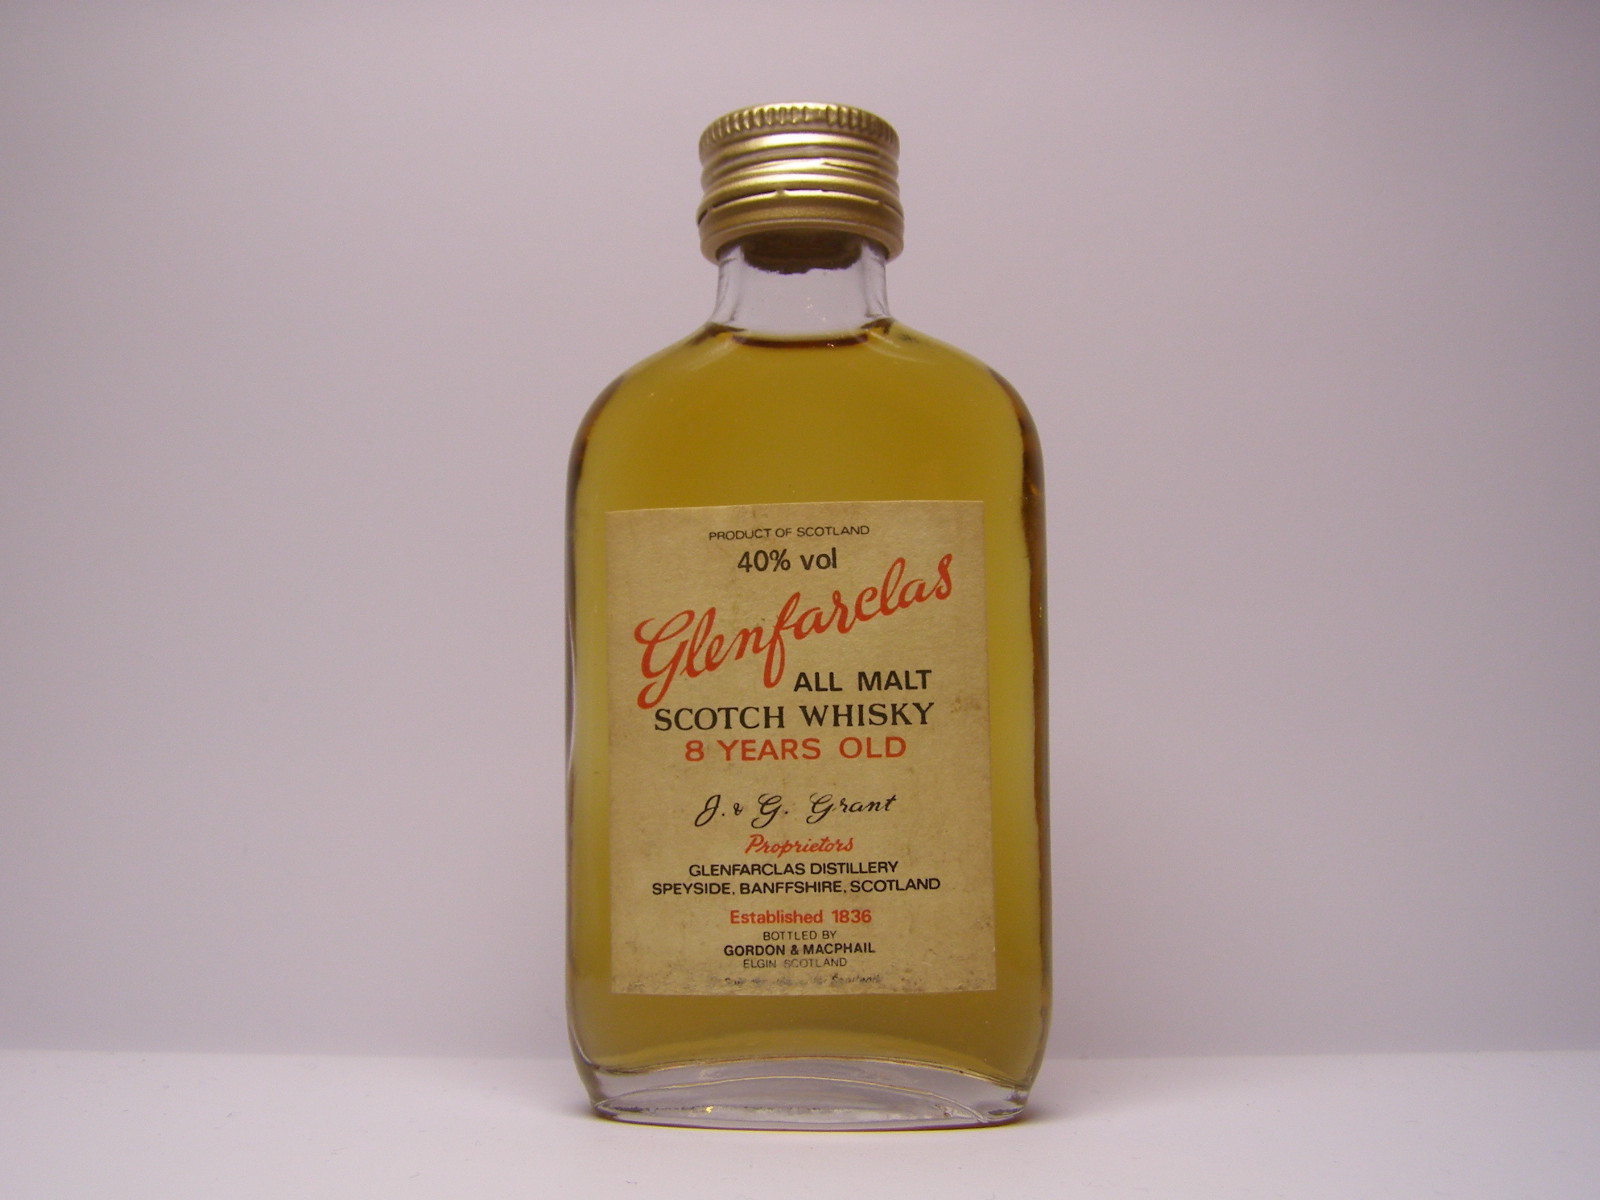 PRODUCT OF SCOTLAND
40% vol
Glenfarclas
ALL MALT
SCOTCH WHISKY
8 YEARS OLD
J. & G. Grant
Proprietors
GLENFARCLAS DISTILLERY
SPEYSIDE, BANFFSHIRE, SCOTLAND
Established 1836
BOTTLED BY
GORDON & MACPHAIL
ELGIN SCOTLAND